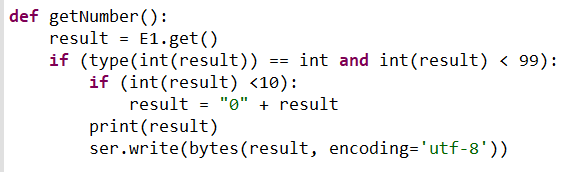 def getNumber():
    result = E1.get()
    if (type(int(result)) == int and int(result) < 99):
        if (int(result) <10):
            result = "0" + result
        print(result)
        ser.write(bytes(result, encoding='utf-8'))